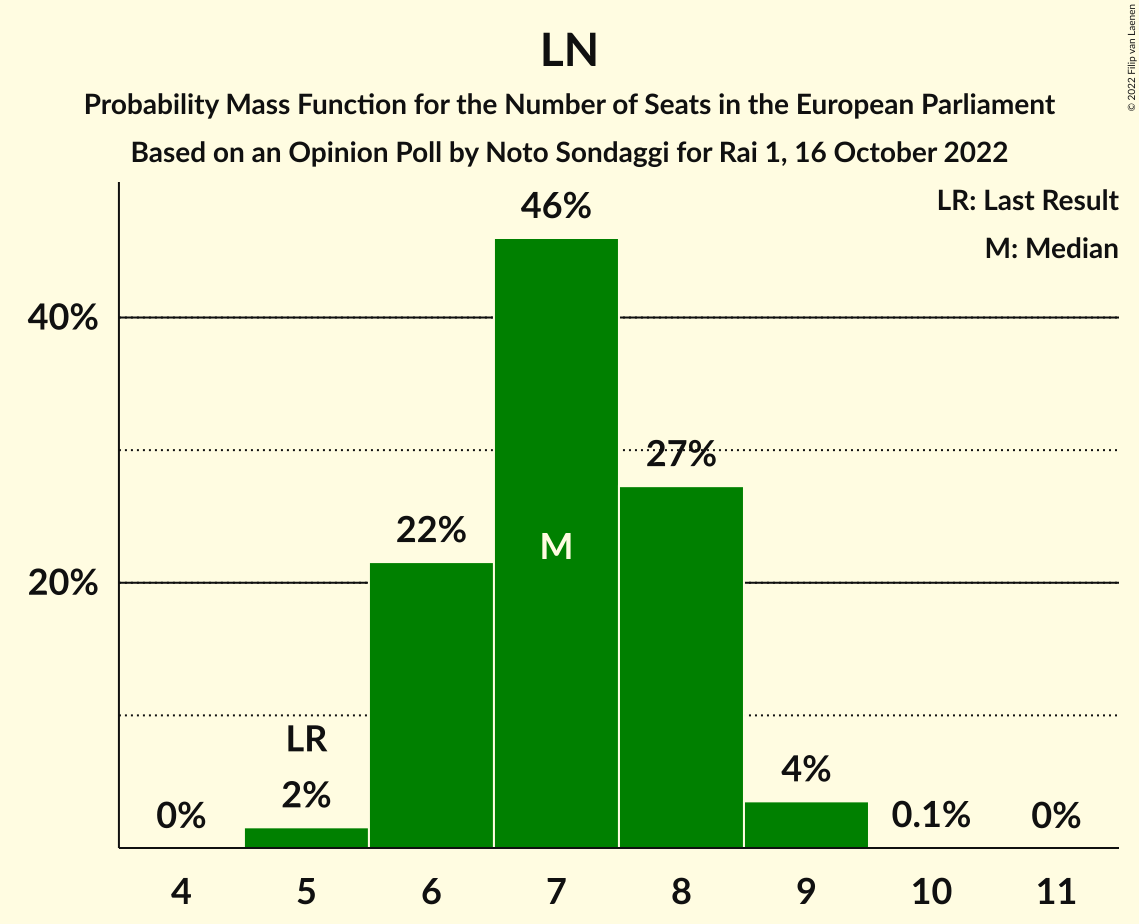 LN
Probability Mass Function for the Number of Seats in the European Parliament
Based on an Opinion Poll by Noto Sondaggi for Rai 1, 16 October 2022
© 2022 Filip van Laenen
LR: Last Result
M: Median
46%
40%
27%
22%
M
20%
LR
2%
4%
0%
0.1%
0%
4 5 6 7 8 9 10 11